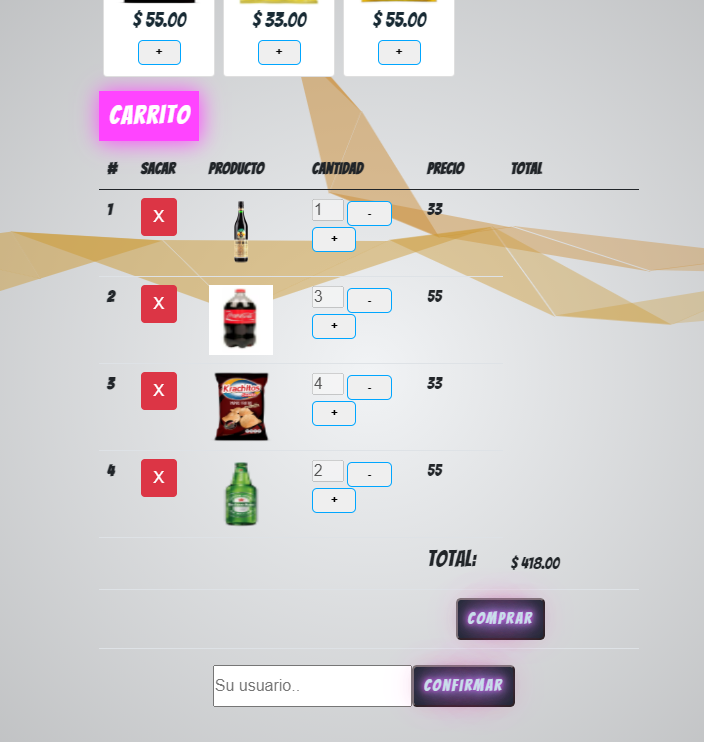 $ 55.00 $ 33.00 $ 55.00
+ + +
CARRITO
# SACAR PRODUCTO CANTIDAD PRECIO TOTAL
1 X 1 - 33
+
2 X 3 - 55
+
3 X Krachitos 4 - 33
+
4 X 2 - 55
+
TOTAL: $ 418.00
COMPRAR
Su usuario.. CONFIRMAR